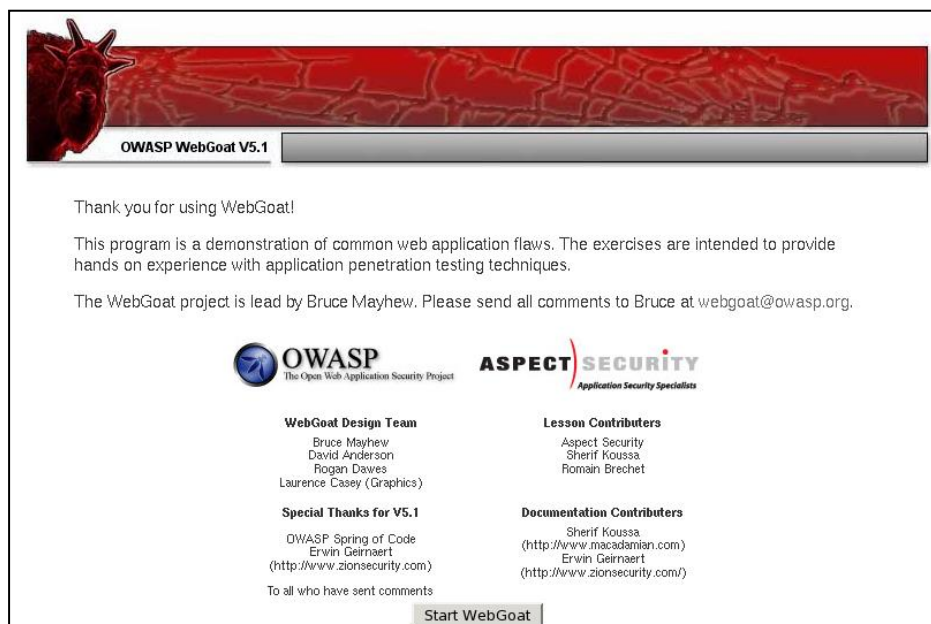 OWASP WebGoat V5.1
Thank you for using WebGoat!
This program is a demonstration of common web application flaws. The exercises are intended to provide
hands on experience with application penetration testing techniques.
The WebGoat project is lead by Bruce Mayhew. Please send all comments to Bruce at webgoat@owasp.org.
OWASP
The Open Web Application Security Project
ASPECT SECURITY
Application Security Specialists
WebGoat Design Team
Bruce Mayhew
David Anderson
Rogan Dawes
Laurence Casey (Graphics)
Lesson Contributers
Aspect Security
Sherif Koussa
Romain Brechet
Special Thanks for V5.1
OWASP Spring of Code
Erwin Geirnaert
(http://www.zionsecurity.com)
To all who have sent comments
Documentation Contributers
Sherif Koussa
(http://www.macadamian.com)
Erwin Geirnaert
(http://www.zionsecurity.com/)
Start WebGoat